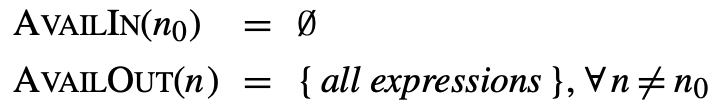 AVAILIN(n₀) = ∅
AVAILOUT(n) = { all expressions }, ∀ n ≠ n₀